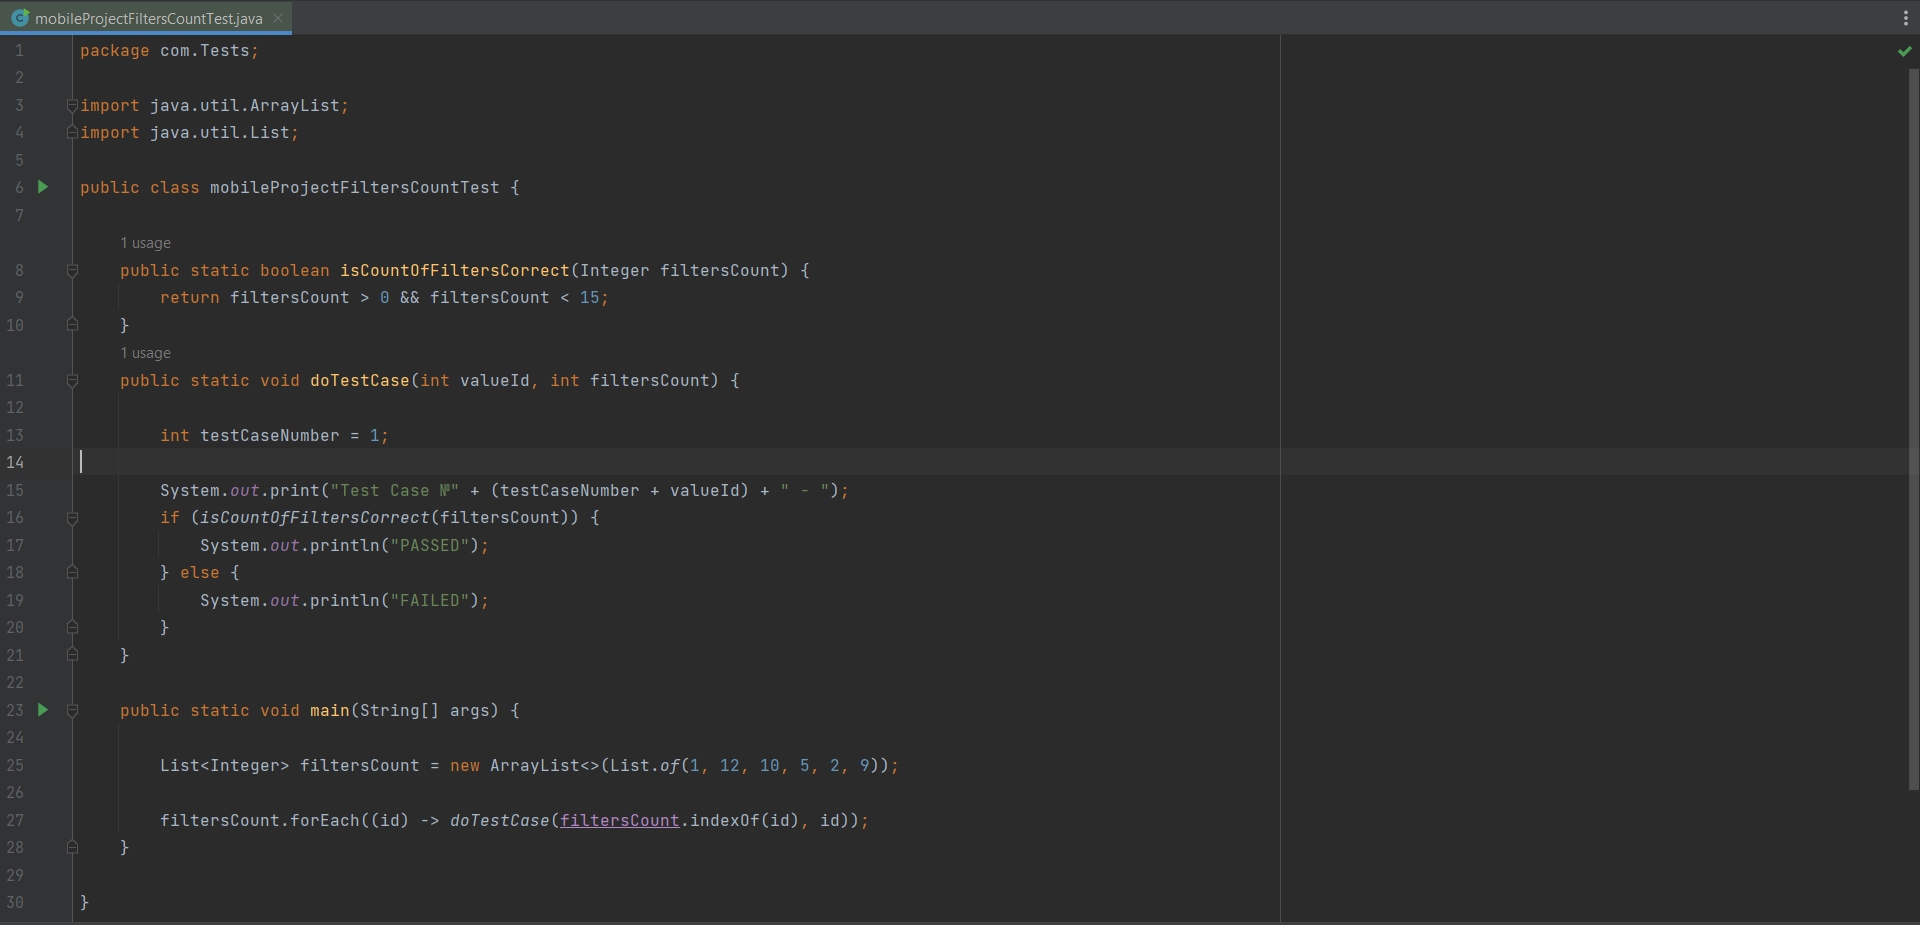 mobileProjectFiltersCountTest.java
1 package com.Tests;
2
3 import java.util.ArrayList;
4 import java.util.List;
5
6 public class mobileProjectFiltersCountTest {
7
1 usage
8 public static boolean isCountOfFiltersCorrect(Integer filtersCount) {
9 return filtersCount > 0 && filtersCount < 15;
10 }
1 usage
11 public static void doTestCase(int valueId, int filtersCount) {
12
13 int testCaseNumber = 1;
14
15 System.out.print("Test Case №" + (testCaseNumber + valueId) + " - ");
16 if (isCountOfFiltersCorrect(filtersCount)) {
17 System.out.println("PASSED");
18 } else {
19 System.out.println("FAILED");
20 }
21 }
22
23 public static void main(String[] args) {
24
25 List<Integer> filtersCount = new ArrayList<>(List.of(1, 12, 10, 5, 2, 9));
26
27 filtersCount.forEach((id) -> doTestCase(filtersCount.indexOf(id), id));
28 }
29
30 }